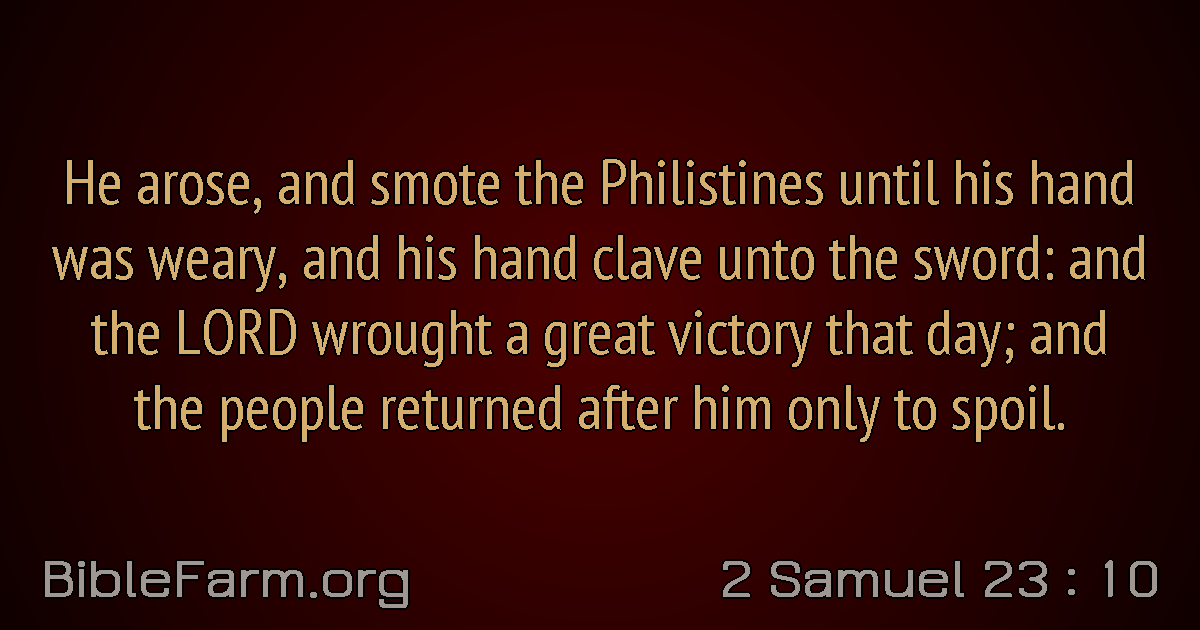 He arose, and smote the Philistines until his hand
was weary, and his hand clave unto the sword: and
the LORD wrought a great victory that day; and
the people returned after him only to spoil.
BibleFarm.org
2 Samuel 23 : 10